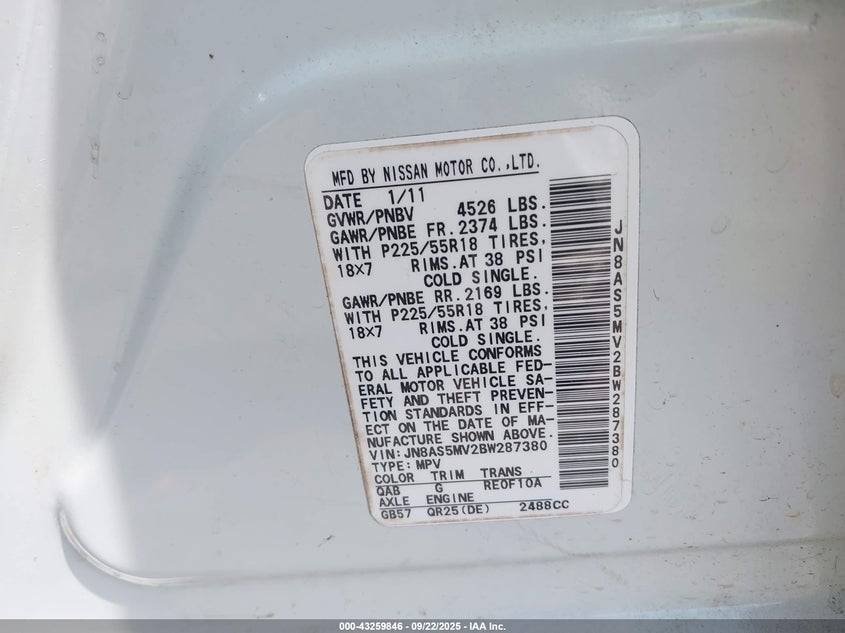 MFD BY NISSAN MOTOR CO.,LTD.
DATE 1/11
GVWR/PNBV 4526 LBS.
GAWR/PNBE FR. 2374 LBS.
WITH P225/55R18 TIRES,
18X7 RIMS.AT 38 PSI
COLD SINGLE.
GAWR/PNBE RR. 2169 LBS.
WITH P225/55R18 TIRES,
18X7 RIMS.AT 38 PSI
COLD SINGLE.
THIS VEHICLE CONFORMS
TO ALL APPLICABLE FED-
ERAL MOTOR VEHICLE SA-
FETY AND THEFT PREVEN-
TION STANDARDS IN EFF-
ECT ON THE DATE OF MA-
NUFACTURE SHOWN ABOVE.
VIN: JN8AS5MV2BW287380
TYPE: MPV
COLOR TRIM TRANS
QAB G RE0F10A
AXLE ENGINE
GB57 QR25(DE) 2488CC
JN8AS5MV2BW287380
000-43259846 - 09/22/2025 - IAA Inc.